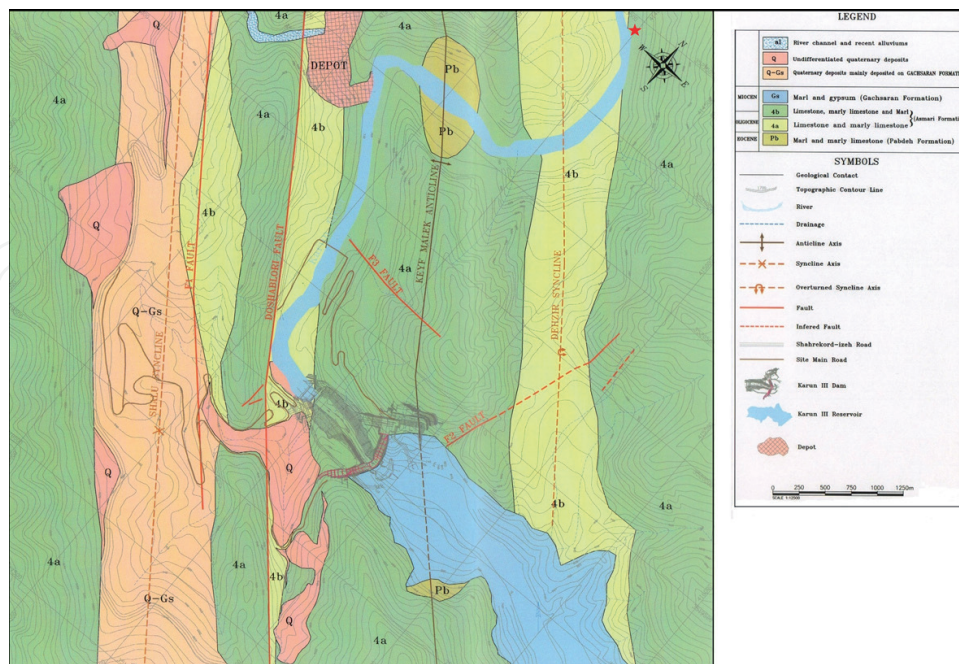 LEGEND
al River channel and recent alluviums
Q Undifferentiated quaternary deposits
Q-Gs Quaternary deposits mainly deposited on GACHSARAN FORMATI
MIOCEN Gs Marl and gypsum (Gachsaran Formation)
OLIGOCENE 4b Limestone, marly limestone and Marl
4a Limestone and marly limestone
(Asmari Formati
EOCENE Pb Marl and marly limestone (Pabdeh Formation)
SYMBOLS
Geological Contact
Topographic Contour Line
River
Drainage
Anticline Axis
Syncline Axis
Overturned Syncline Axis
Fault
Infered Fault
Shahrekord-izeh Road
Site Main Road
Karun III Dam
Karun III Reservoir
Depot
0 250 500 750 1000 1250m
Q
4a
DEPOT
Pb
N
E
S
4a
4a
4b
Pb
4b
4a
Q
4b
F1 FAULT
DOSHABLORI FAULT
F3 FAULT
4a
KEYF MALEK ANTICLINE
DEHZIR SYNCLINE
Q-Gs
SHALU SYNCLINE
4b
F2 FAULT
Q
Q
4b
4a
4a
4b
4a
Pb
Q-Gs
Q
4a